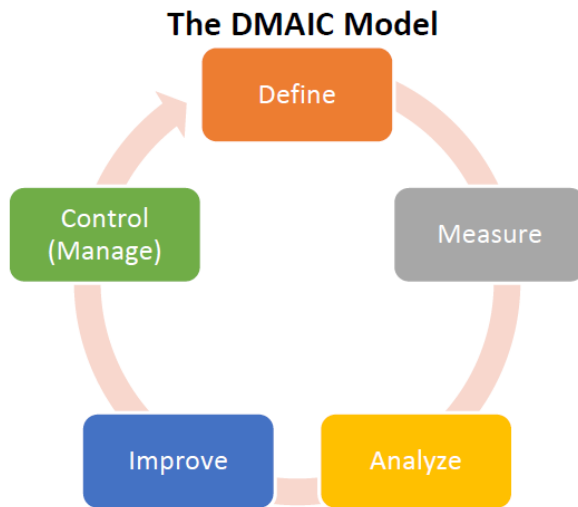 The DMAIC Model
Define
Measure
Analyze
Improve
Control
(Manage)